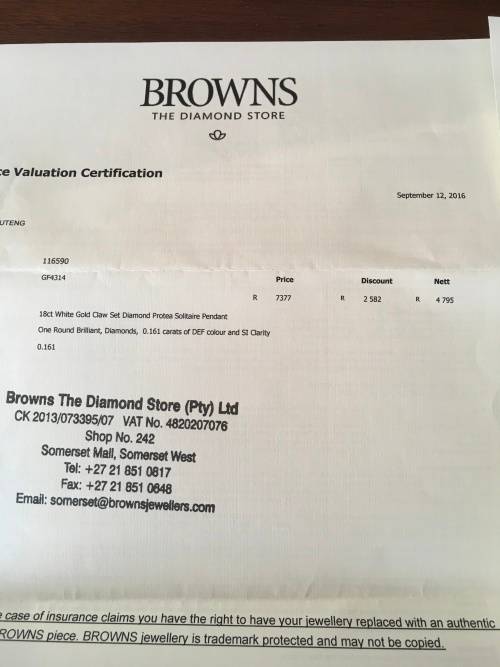 BROWNS
THE DIAMOND STORE
ce Valuation Certification
September 12, 2016
UTENG
116590
GF4314
Price Discount Nett
R 7377 R 2 582 R 4 795
18ct White Gold Claw Set Diamond Protea Solitaire Pendant
One Round Brilliant, Diamonds, 0.161 carats of DEF colour and SI Clarity
0.161
Browns The Diamond Store (Pty) Ltd
CK 2013/073395/07 VAT No. 4820207076
Shop No. 242
Somerset Mall, Somerset West
Tel: +27 21 851 0817
Fax: +27 21 851 0848
Email: somerset@brownsjewellers.com
e case of insurance claims you have the right to have your jewellery replaced with an authentic
ROWNS piece. BROWNS jewellery is trademark protected and may not be copied.